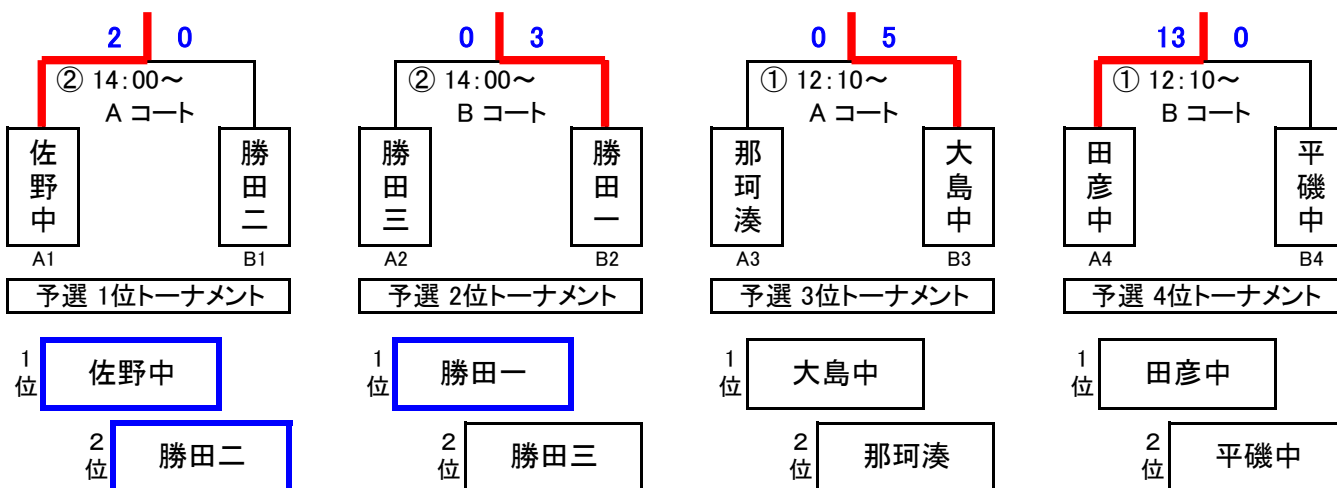 2 0 0 3 0 5 13 0
② 14:00～ ② 14:00～ ① 12:10～ ① 12:10～
A コート B コート A コート B コート
佐野中 勝田二 勝田三 勝田一 那珂湊 大島中 田彦中 平磯中
A1 B1 A2 B2 A3 B3 A4 B4
予選 1位トーナメント 予選 2位トーナメント 予選 3位トーナメント 予選 4位トーナメント
1位 佐野中 1位 勝田一 1位 大島中 1位 田彦中
2位 勝田二 2位 勝田三 2位 那珂湊 2位 平磯中